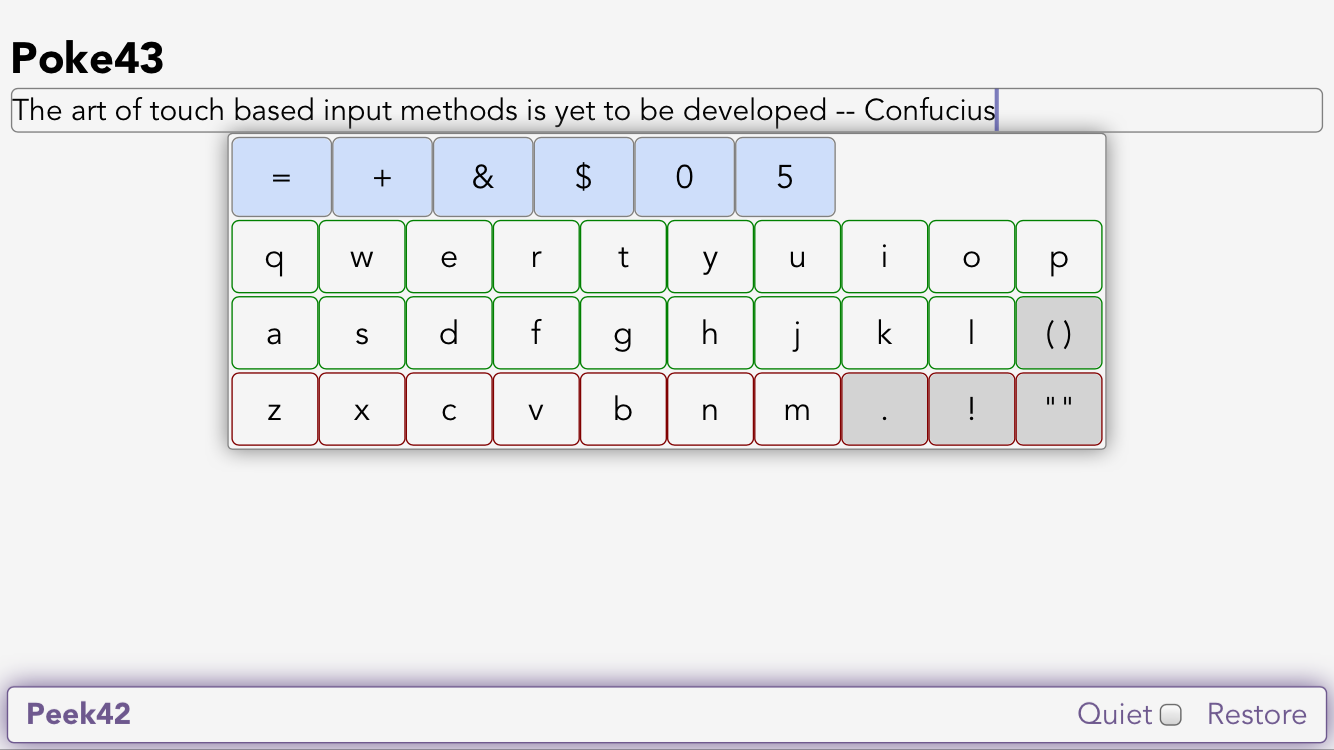 Poke43
The art of touch based input methods is yet to be developed -- Confucius
= + & $ 0 5
q w e r t y u i o p
a s d f g h j k l ()
z x c v b n m . ! ""
Peek42 Quiet Restore